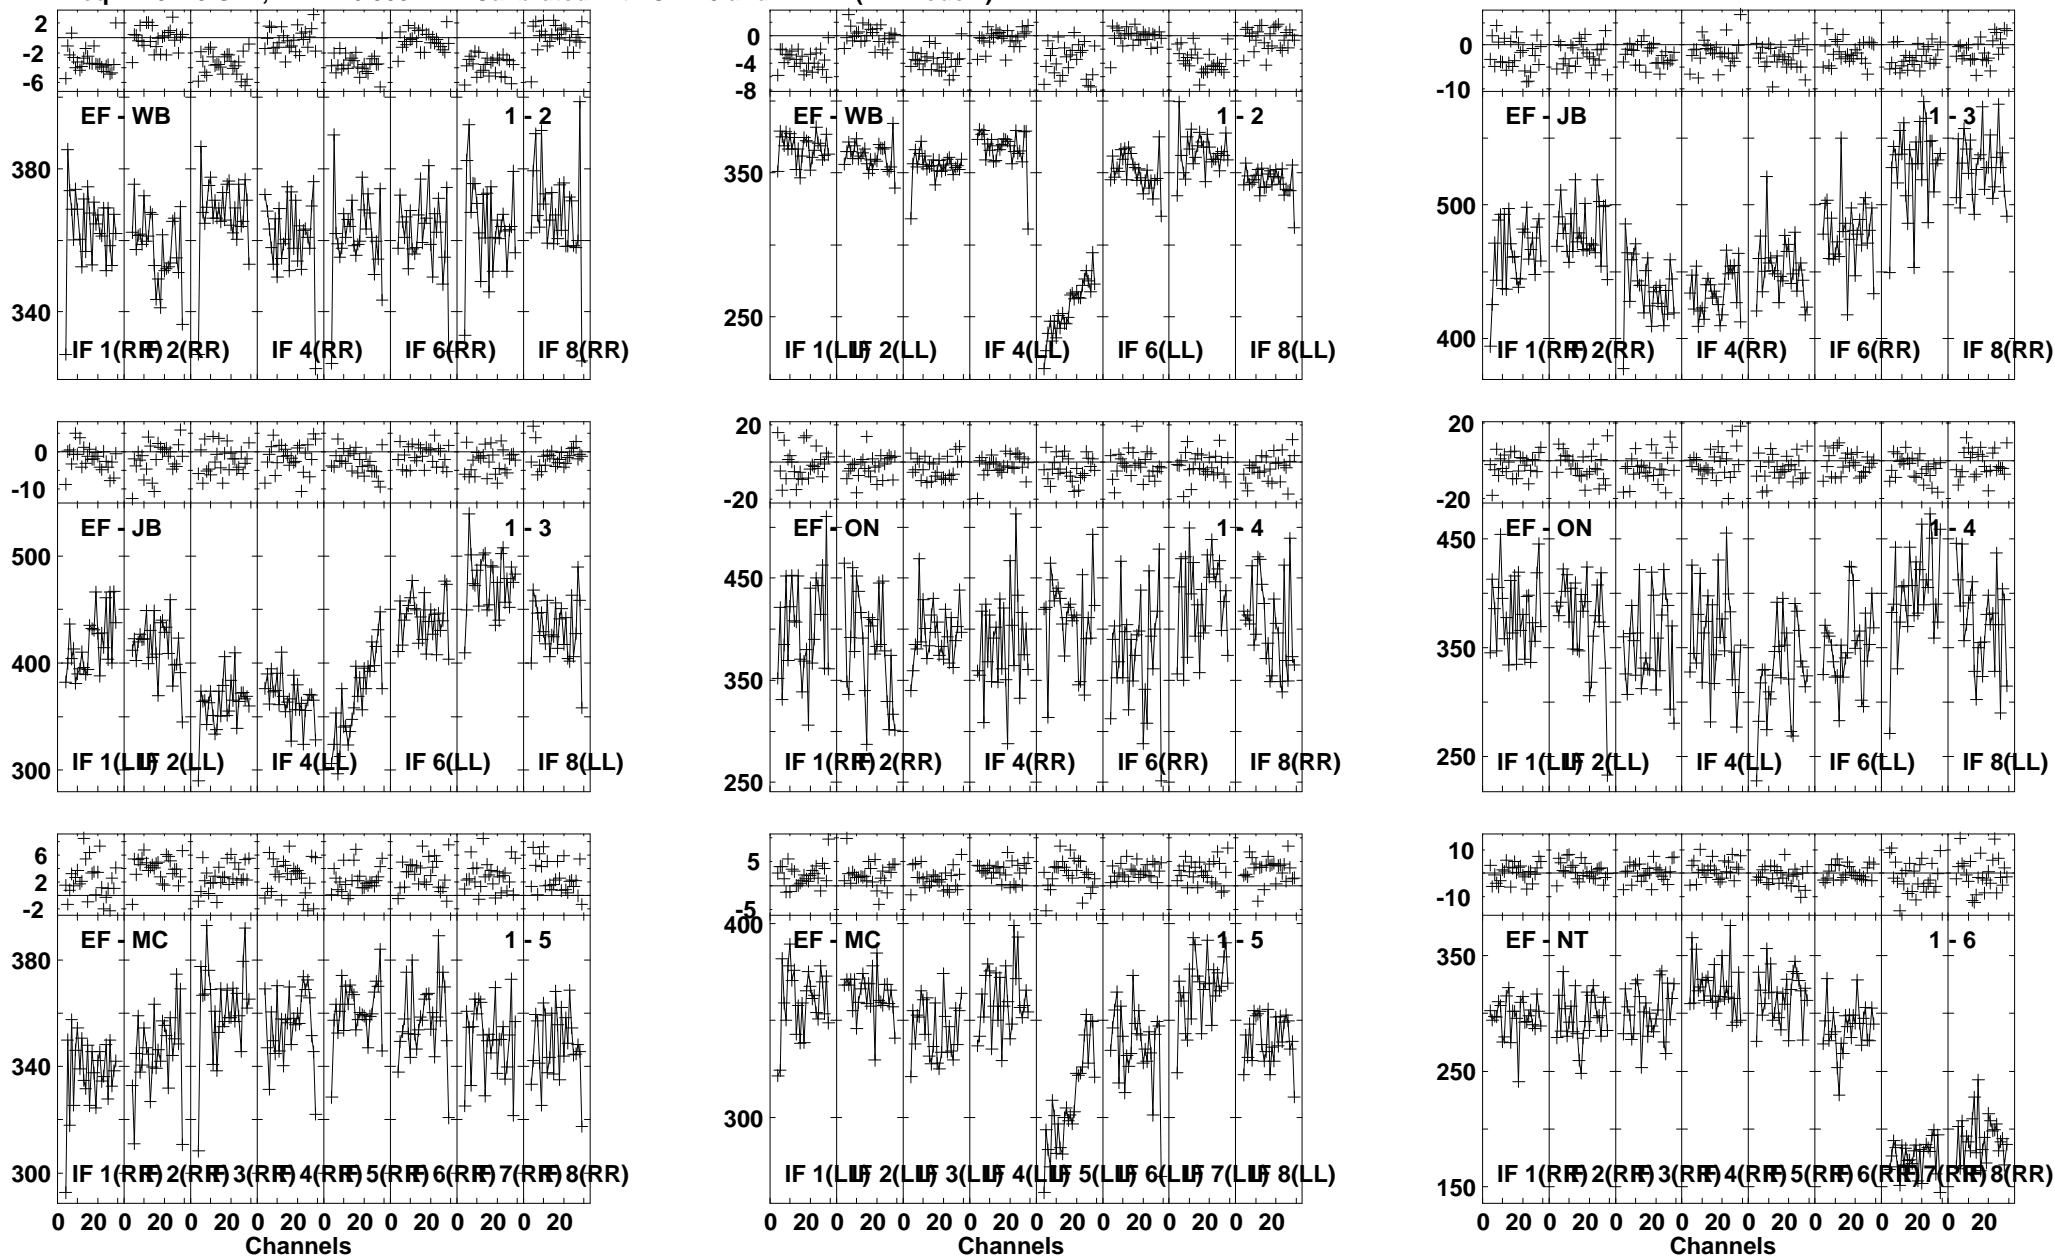 2 0 0
-2 -4 -10
-6 -8
EF - WB 1 - 2 EF - WB 1 - 2 EF - JB 1 - 3
380 350 500
340 250 400
IF 1(RR) IF 2(RR) IF 4(RR) IF 6(RR) IF 8(RR) IF 1(LL) IF 2(LL) IF 4(LL) IF 6(LL) IF 8(LL) IF 1(RR) IF 2(RR) IF 4(RR) IF 6(RR) IF 8(RR)
0 20 20
-10 -20 -20
EF - JB 1 - 3 EF - ON 1 - 4 EF - ON 1 - 4
500 450 450
400 350 350
300 250 250
IF 1(LL) IF 2(LL) IF 4(LL) IF 6(LL) IF 8(LL) IF 1(RR) IF 2(RR) IF 4(RR) IF 6(RR) IF 8(RR) IF 1(LL) IF 2(LL) IF 4(LL) IF 6(LL) IF 8(LL)
6 5 10
2 -5 -10
-2
EF - MC 1 - 5 EF - MC 1 - 5 EF - NT 1 - 6
380 400 350
340 300 250
300 150
IF 1(RR) IF 2(RR) IF 3(RR) IF 4(RR) IF 5(RR) IF 6(RR) IF 7(RR) IF 8(RR) IF 1(LL) IF 2(LL) IF 3(LL) IF 4(LL) IF 5(LL) IF 6(LL) IF 7(LL) IF 8(LL) IF 1(RR) IF 2(RR) IF 3(RR) IF 4(RR) IF 5(RR) IF 6(RR) IF 7(RR) IF 8(RR)
0 20 0 20 0 20 0 20 0 20 0 20 0 20 0 20 0 20 0 20 0 20 0 20 0 20 0 20 0 20 0 20 0 20 0 20 0 20 0 20 0 20 0 20 0 20 0 20
Channels Channels Channels